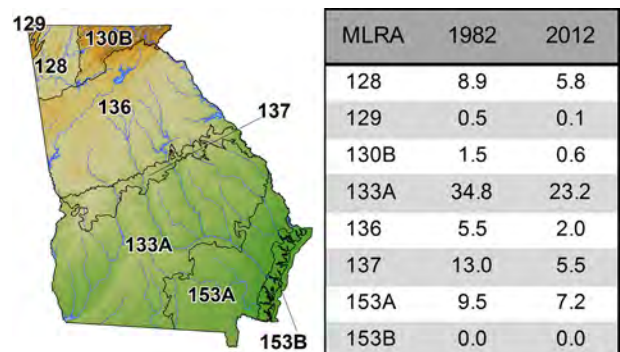 129
130B
128
136
137
133A
153A
153B
MLRA 1982 2012
128 8.9 5.8
129 0.5 0.1
130B 1.5 0.6
133A 34.8 23.2
136 5.5 2.0
137 13.0 5.5
153A 9.5 7.2
153B 0.0 0.0